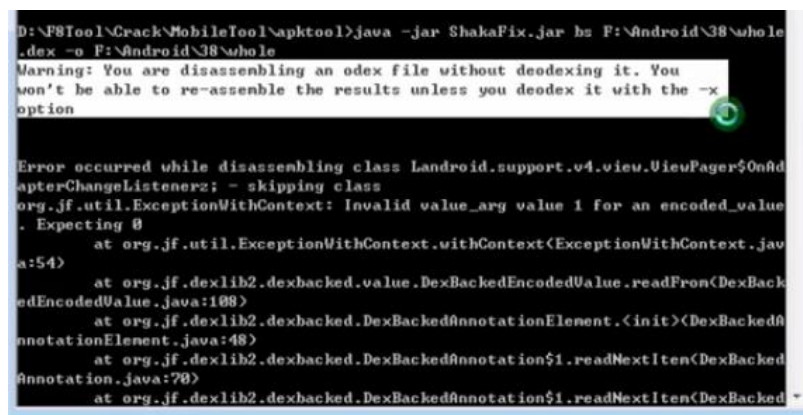 D:\F8Tool\Crack\MobileTool\apktool>java -jar ShakaFix.jar bs F:\Android\38\whole
.dex -o F:\Android\38\whole
Warning: You are disassembling an odex file without deodexing it. You
won't be able to re-assemble the results unless you deodex it with the -x
option
Error occurred while disassembling class Landroid.support.v4.view.ViewPager$OnAd
apterChangeListenerz; - skipping class
org.jf.util.ExceptionWithContext: Invalid value_arg value 1 for an encoded_value
. Expecting 0
at org.jf.util.ExceptionWithContext.withContext(ExceptionWithContext.jav
a:54)
at org.jf.dexlib2.dexbacked.value.DexBackedEncodedValue.readFrom(DexBack
edEncodedValue.java:108)
at org.jf.dexlib2.dexbacked.DexBackedAnnotationElement.<init>(DexBackedA
nnotationElement.java:48)
at org.jf.dexlib2.dexbacked.DexBackedAnnotation$1.readNextItem(DexBacked
Annotation.java:70)
at org.jf.dexlib2.dexbacked.DexBackedAnnotation$1.readNextItem(DexBacked